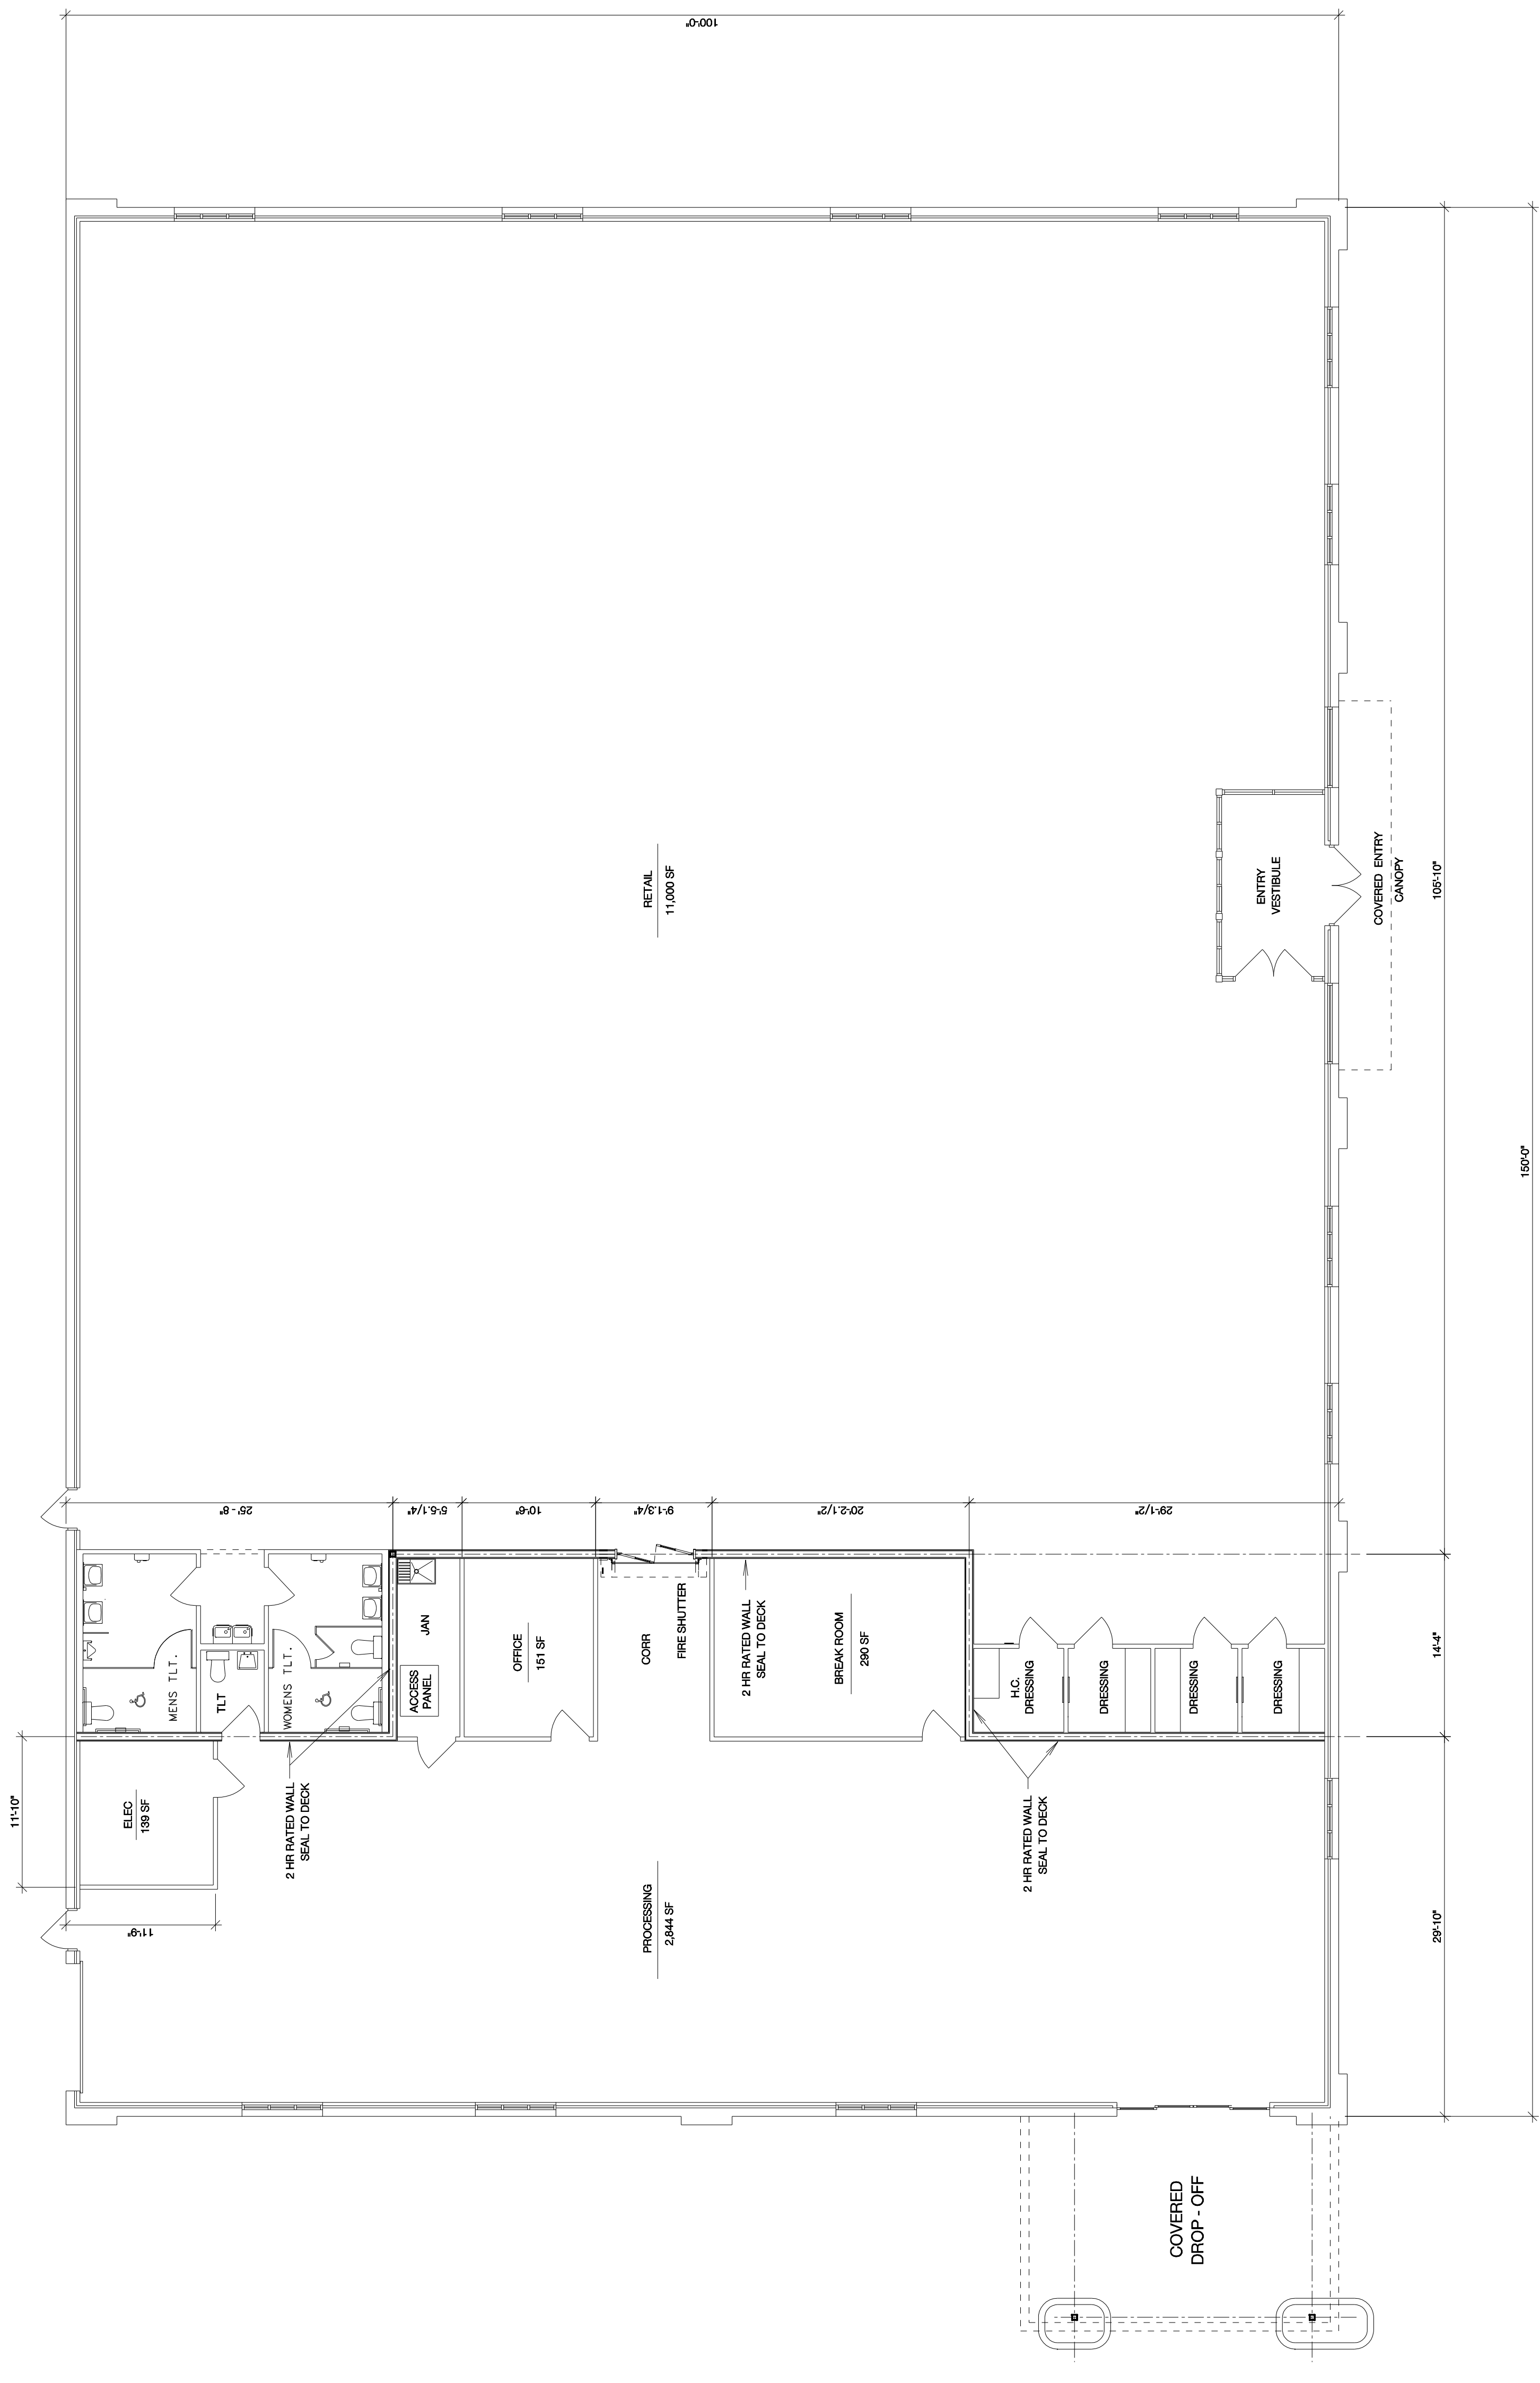 100'-0"
RETAIL
11,000 SF
ENTRY
VESTIBULE
COVERED ENTRY
CANOPY
105'-10"
150'-0"
25' - 8"
5'-5.1/4"
10'-6"
9'-1.3/4"
20'-2.1/2"
29'-1/2"
MENS TLT.
TLT
WOMENS TLT.
JAN
ACCESS
PANEL
OFFICE
151 SF
CORR
FIRE SHUTTER
2 HR RATED WALL
SEAL TO DECK
BREAK ROOM
290 SF
H.C.
DRESSING
DRESSING
DRESSING
DRESSING
14'-4"
11'-10"
ELEC
139 SF
2 HR RATED WALL
SEAL TO DECK
2 HR RATED WALL
SEAL TO DECK
11'-9"
PROCESSING
2,844 SF
29'-10"
COVERED
DROP - OFF